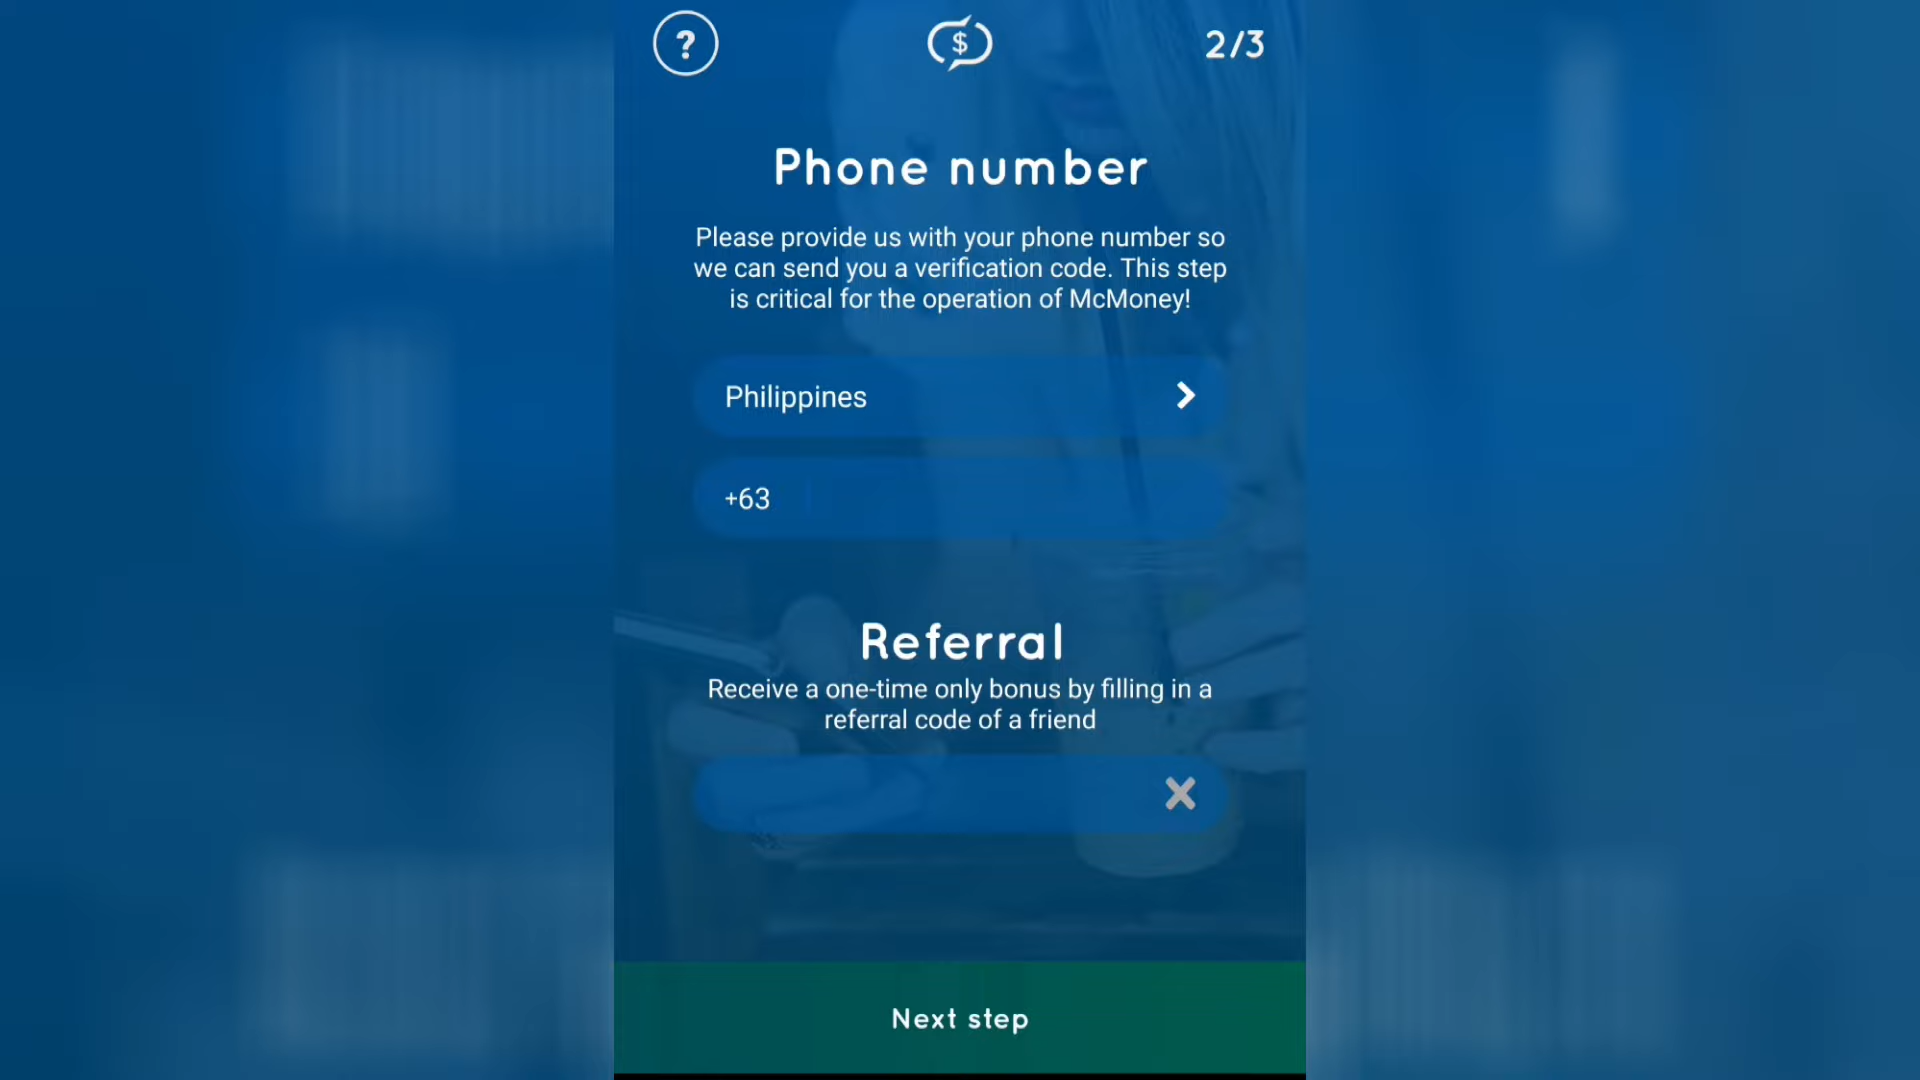 ?
$
2/3
Phone number
Please provide us with your phone number so
we can send you a verification code. This step
is critical for the operation of McMoney!
Philippines
+63
Referral
Receive a one-time only bonus by filling in a
referral code of a friend
Next step